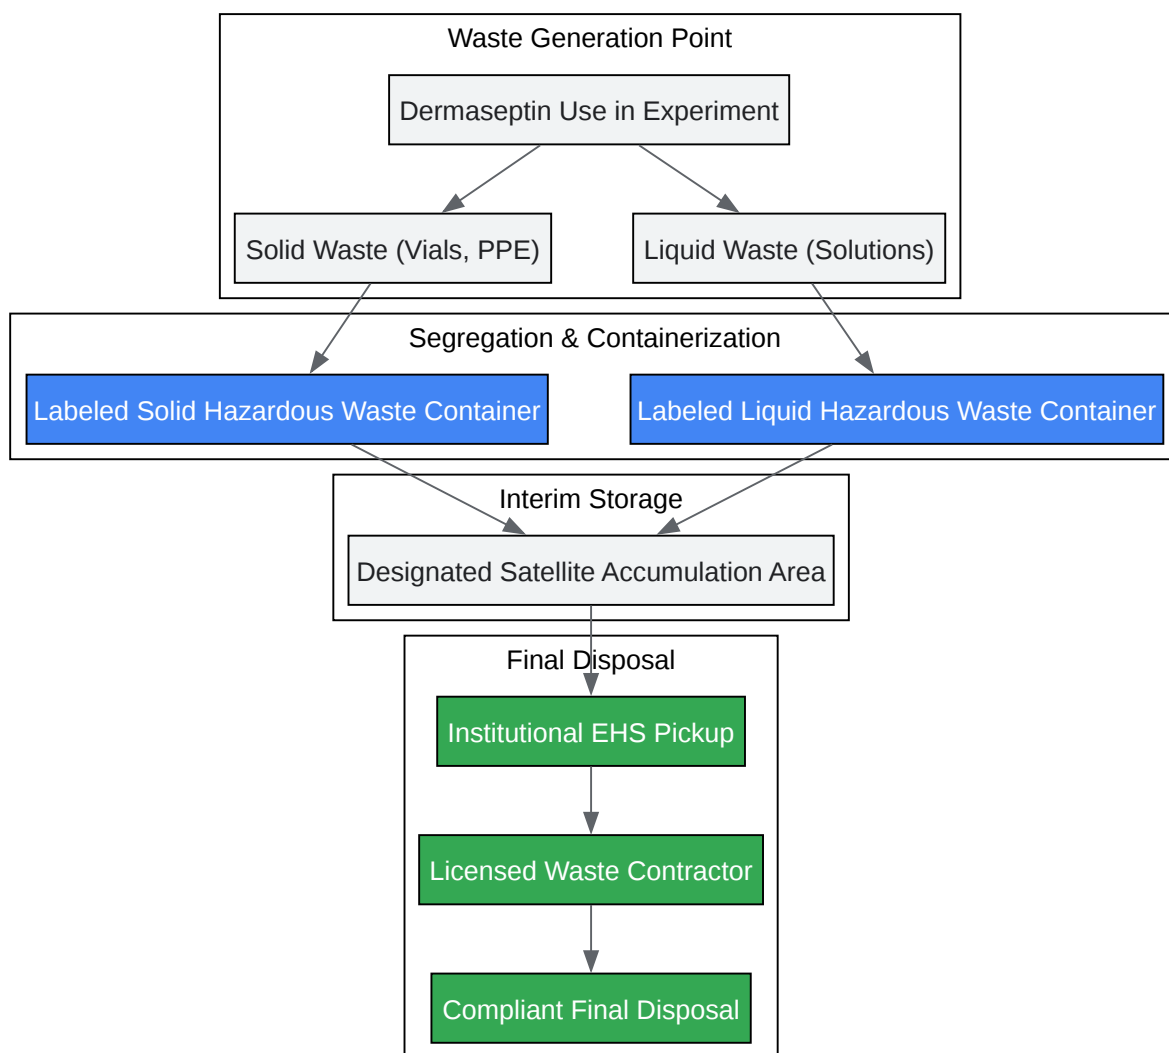 Waste Generation Point
Dermaseptin Use in Experiment
Solid Waste (Vials, PPE)
Liquid Waste (Solutions)
Segregation & Containerization
Labeled Solid Hazardous Waste Container
Labeled Liquid Hazardous Waste Container
Interim Storage
Designated Satellite Accumulation Area
Final Disposal
Institutional EHS Pickup
Licensed Waste Contractor
Compliant Final Disposal